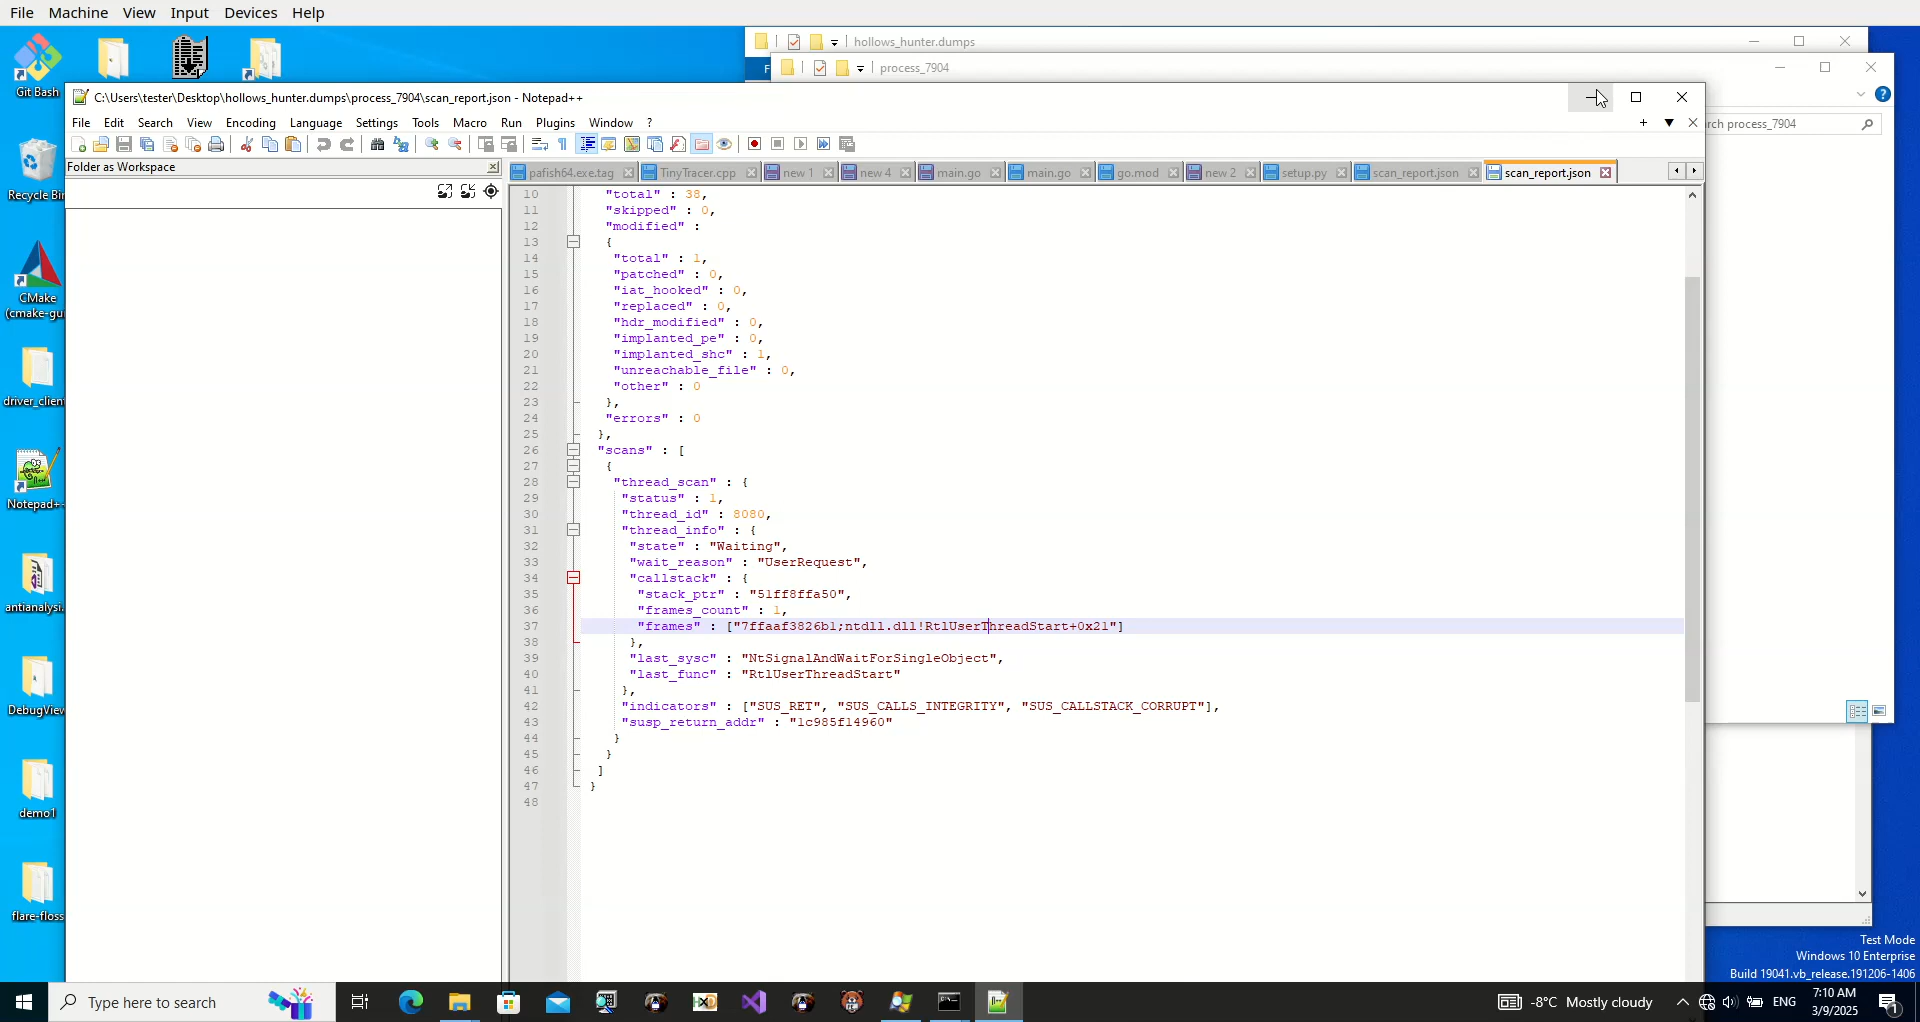 File Machine View Input Devices Help
hollows_hunter.dumps
F
process_7904
Git Bash
C:\Users\tester\Desktop\hollows_hunter.dumps\process_7904\scan_report.json - Notepad++
File Edit Search View Encoding Language Settings Tools Macro Run Plugins Window ?
rch process_7904
Folder as Workspace
pafish64.exe.tag TinyTracer.cpp new 1 new 4 main.go main.go go.mod new 2 setup.py scan_report.json scan_report.json
Recycle Bin
10 "total" : 38,
11 "skipped" : 0,
12 "modified" :
13 {
14 "total" : 1,
15 "patched" : 0,
16 "iat_hooked" : 0,
17 "replaced" : 0,
18 "hdr_modified" : 0,
19 "implanted_pe" : 0,
20 "implanted_shc" : 1,
21 "unreachable_file" : 0,
22 "other" : 0
23 },
24 "errors" : 0
25 },
26 "scans" : [
27 {
28 "thread_scan" : {
29 "status" : 1,
30 "thread_id" : 8080,
31 "thread_info" : {
32 "state" : "Waiting",
33 "wait_reason" : "UserRequest",
34 "callstack" : {
35 "stack_ptr" : "51ff8ffa50",
36 "frames_count" : 1,
37 "frames" : ["7ffaaf3826b1;ntdll.dll!RtlUserThreadStart+0x21"]
38 },
39 "last_sysc" : "NtSignalAndWaitForSingleObject",
40 "last_func" : "RtlUserThreadStart"
41 },
42 "indicators" : ["SUS_RET", "SUS_CALLS_INTEGRITY", "SUS_CALLSTACK_CORRUPT"],
43 "susp_return_addr" : "1c985f14960"
44 }
45 }
46 ]
47 }
48
CMake
(cmake-gu
driver_client
Notepad++
antianalysi
DebugView
demo1
flare-floss
Test Mode
Windows 10 Enterprise
Build 19041.vb_release.191206-1406
Type here to search
-8°C Mostly cloudy
ENG
7:10 AM
3/9/2025
1